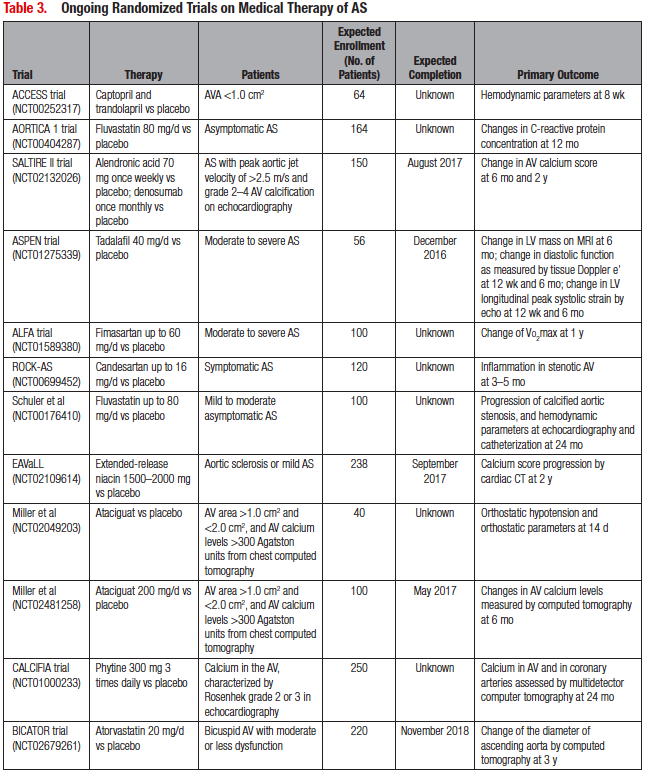 Table 3. Ongoing Randomized Trials on Medical Therapy of AS
Trial
Therapy
Patients
Expected
Enrollment
(No. of
Patients)
Expected
Completion
Primary Outcome
ACCESS trial
(NCT00252317)
Captopril and
trandolapril vs placebo
AVA <1.0 cm²
64
Unknown
Hemodynamic parameters at 8 wk
AORTICA 1 trial
(NCT00404287)
Fluvastatin 80 mg/d vs
placebo
Asymptomatic AS
164
Unknown
Changes in C-reactive protein
concentration at 12 mo
SALTIRE II trial
(NCT02132026)
Alendronic acid 70
mg once weekly vs
placebo; denosumab
once monthly vs
placebo
AS with peak aortic jet
velocity of >2.5 m/s and
grade 2–4 AV calcification
on echocardiography
150
August 2017
Change in AV calcium score
at 6 mo and 2 y
ASPEN trial
(NCT01275339)
Tadalafil 40 mg/d vs
placebo
Moderate to severe AS
56
December
2016
Change in LV mass on MRI at 6
mo; change in diastolic function
as measured by tissue Doppler e'
at 12 wk and 6 mo; change in LV
longitudinal peak systolic strain by
echo at 12 wk and 6 mo
ALFA trial
(NCT01589380)
Fimasartan up to 60
mg/d vs placebo
Moderate to severe AS
100
Unknown
Change of Vo₂max at 1 y
ROCK-AS
(NCT00699452)
Candesartan up to 16
mg/d vs placebo
Symptomatic AS
120
Unknown
Inflammation in stenotic AV
at 3–5 mo
Schuler et al
(NCT00176410)
Fluvastatin up to 80
mg/d vs placebo
Mild to moderate
asymptomatic AS
100
Unknown
Progression of calcified aortic
stenosis, and hemodynamic
parameters at echocardiography and
catheterization at 24 mo
EAVaLL
(NCT02109614)
Extended-release
niacin 1500–2000 mg
vs placebo
Aortic sclerosis or mild AS
238
September
2017
Calcium score progression by
cardiac CT at 2 y
Miller et al
(NCT02049203)
Ataciguat vs placebo
AV area >1.0 cm² and
<2.0 cm², and AV calcium
levels >300 Agatston
units from chest computed
tomography
40
Unknown
Orthostatic hypotension and
orthostatic parameters at 14 d
Miller et al
(NCT02481258)
Ataciguat 200 mg/d vs
placebo
AV area >1.0 cm² and
<2.0 cm², and AV calcium
levels >300 Agatston
units from chest computed
tomography
100
May 2017
Changes in AV calcium levels
measured by computed tomography
at 6 mo
CALCIFIA trial
(NCT01000233)
Phytine 300 mg 3
times daily vs placebo
Calcium in the AV,
characterized by
Rosenhek grade 2 or 3 in
echocardiography
250
Unknown
Calcium in AV and in coronary
arteries assessed by multidetector
computer tomography at 24 mo
BICATOR trial
(NCT02679261)
Atorvastatin 20 mg/d
vs placebo
Bicuspid AV with moderate
or less dysfunction
220
November 2018
Change of the diameter of
ascending aorta by computed
tomography at 3 y